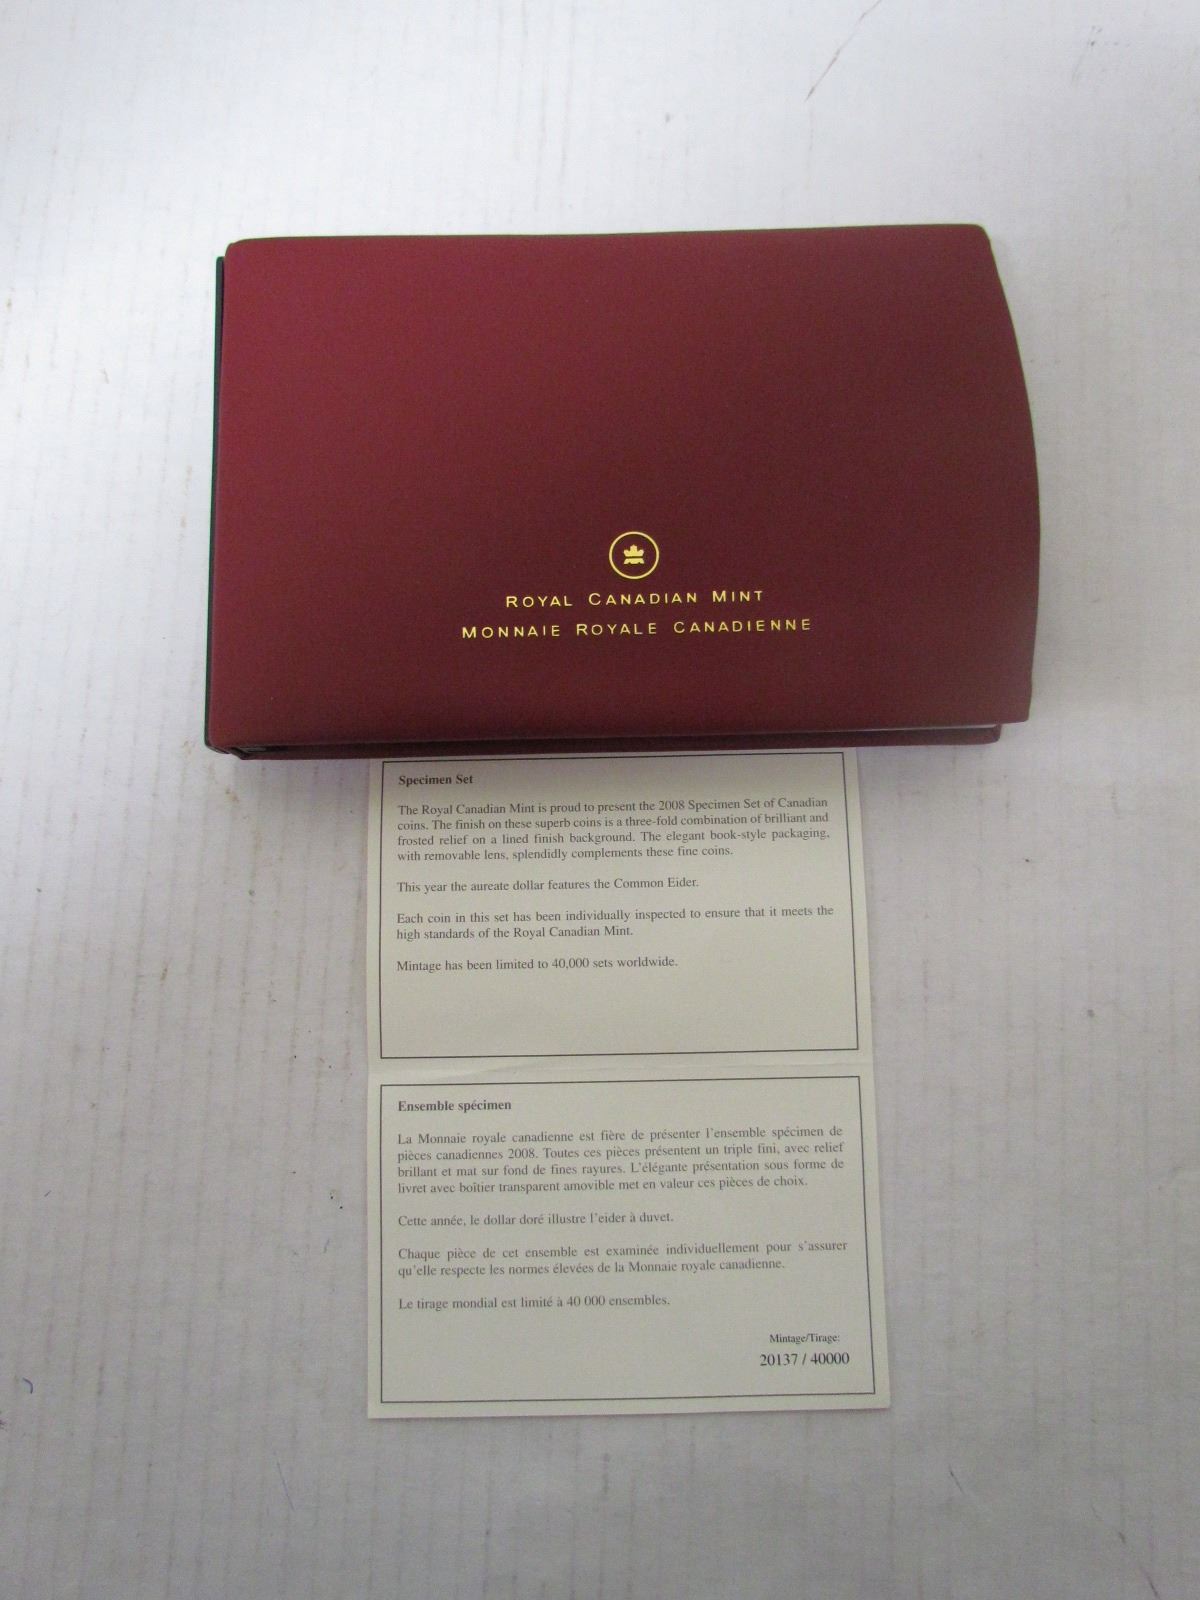 ROYAL CANADIAN MINT
MONNAIE ROYALE CANADIENNE
Specimen Set
The Royal Canadian Mint is proud to present the 2008 Specimen Set of Canadian
coins. The finish on these superb coins is a three-fold combination of brilliant and
frosted relief on a lined finish background. The elegant book-style packaging,
with removable lens, splendidly complements these fine coins.
This year the aureate dollar features the Common Eider.
Each coin in this set has been individually inspected to ensure that it meets the
high standards of the Royal Canadian Mint.
Mintage has been limited to 40,000 sets worldwide.
Ensemble spécimen
La Monnaie royale canadienne est fière de présenter l'ensemble spécimen de
pièces canadiennes 2008. Toutes ces pièces présentent un triple fini, avec relief
brillant et mat sur fond de fines rayures. L'élégante présentation sous forme de
livret avec boîtier transparent amovible met en valeur ces pièces de choix.
Cette année, le dollar doré illustre l'eider à duvet.
Chaque pièce de cet ensemble est examinée individuellement pour s'assurer
qu'elle respecte les normes élevées de la Monnaie royale canadienne.
Le tirage mondial est limité à 40 000 ensembles.
Mintage/Tirage:
20137 / 40000